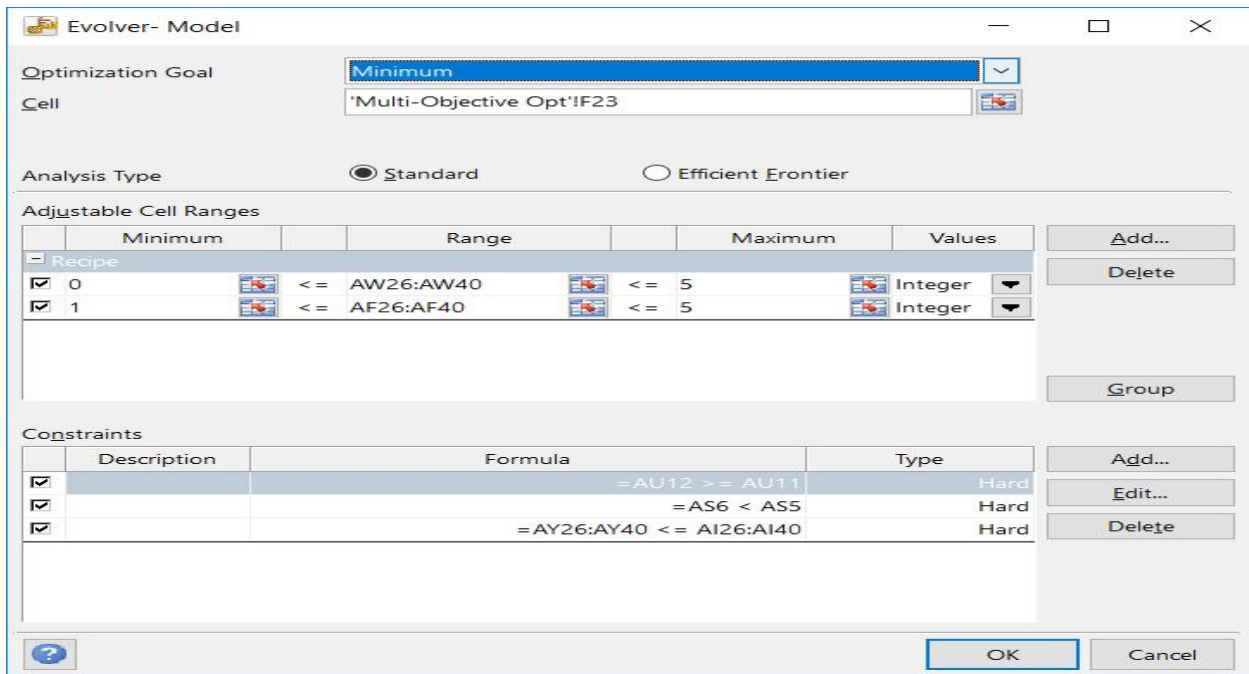 Evolver- Model
Optimization Goal Minimum
Cell 'Multi-Objective Opt'!F23
Analysis Type Standard Efficient Frontier
Adjustable Cell Ranges
Minimum Range Maximum Values Add...
Recipe
Delete
0 <= AW26:AW40 <= 5 Integer
1 <= AF26:AF40 <= 5 Integer
Group
Constraints
Description Formula Type Add...
=AU12 >= AU11 Hard
Edit...
=AS6 < AS5 Hard
=AY26:AY40 <= AI26:AI40 Hard Delete
? OK Cancel